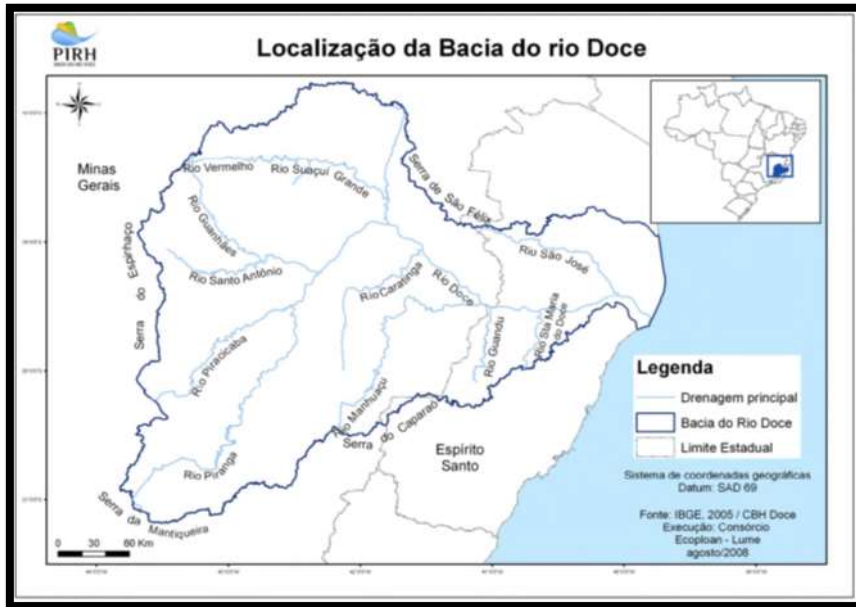 PIRH
Localização da Bacia do rio Doce
Minas
Gerais
Rio Vermelho
Rio Suaçuí Grande
Serra de São Félix
Rio Guanhães
Serra do Espinhaço
Rio Santo Antônio
Rio Caratinga
Rio Doce
Riu São José
Rio Piracicaba
Rio Guandu
Rio Sta Maria
do Doce
Rio Manhuaçu
Serra do Caparaó
Espírito
Santo
Rio Piranga
Serra da Mantiqueira
0 30 60 Km
Legenda
Drenagem principal
Bacia do Rio Doce
Limite Estadual
Sistema de coordenadas geográficas
Datum: SAD 69
Fonte: IBGE, 2005 / CBH Doce
Execução: Consórcio
Ecoploan - Lume
agosto/2008